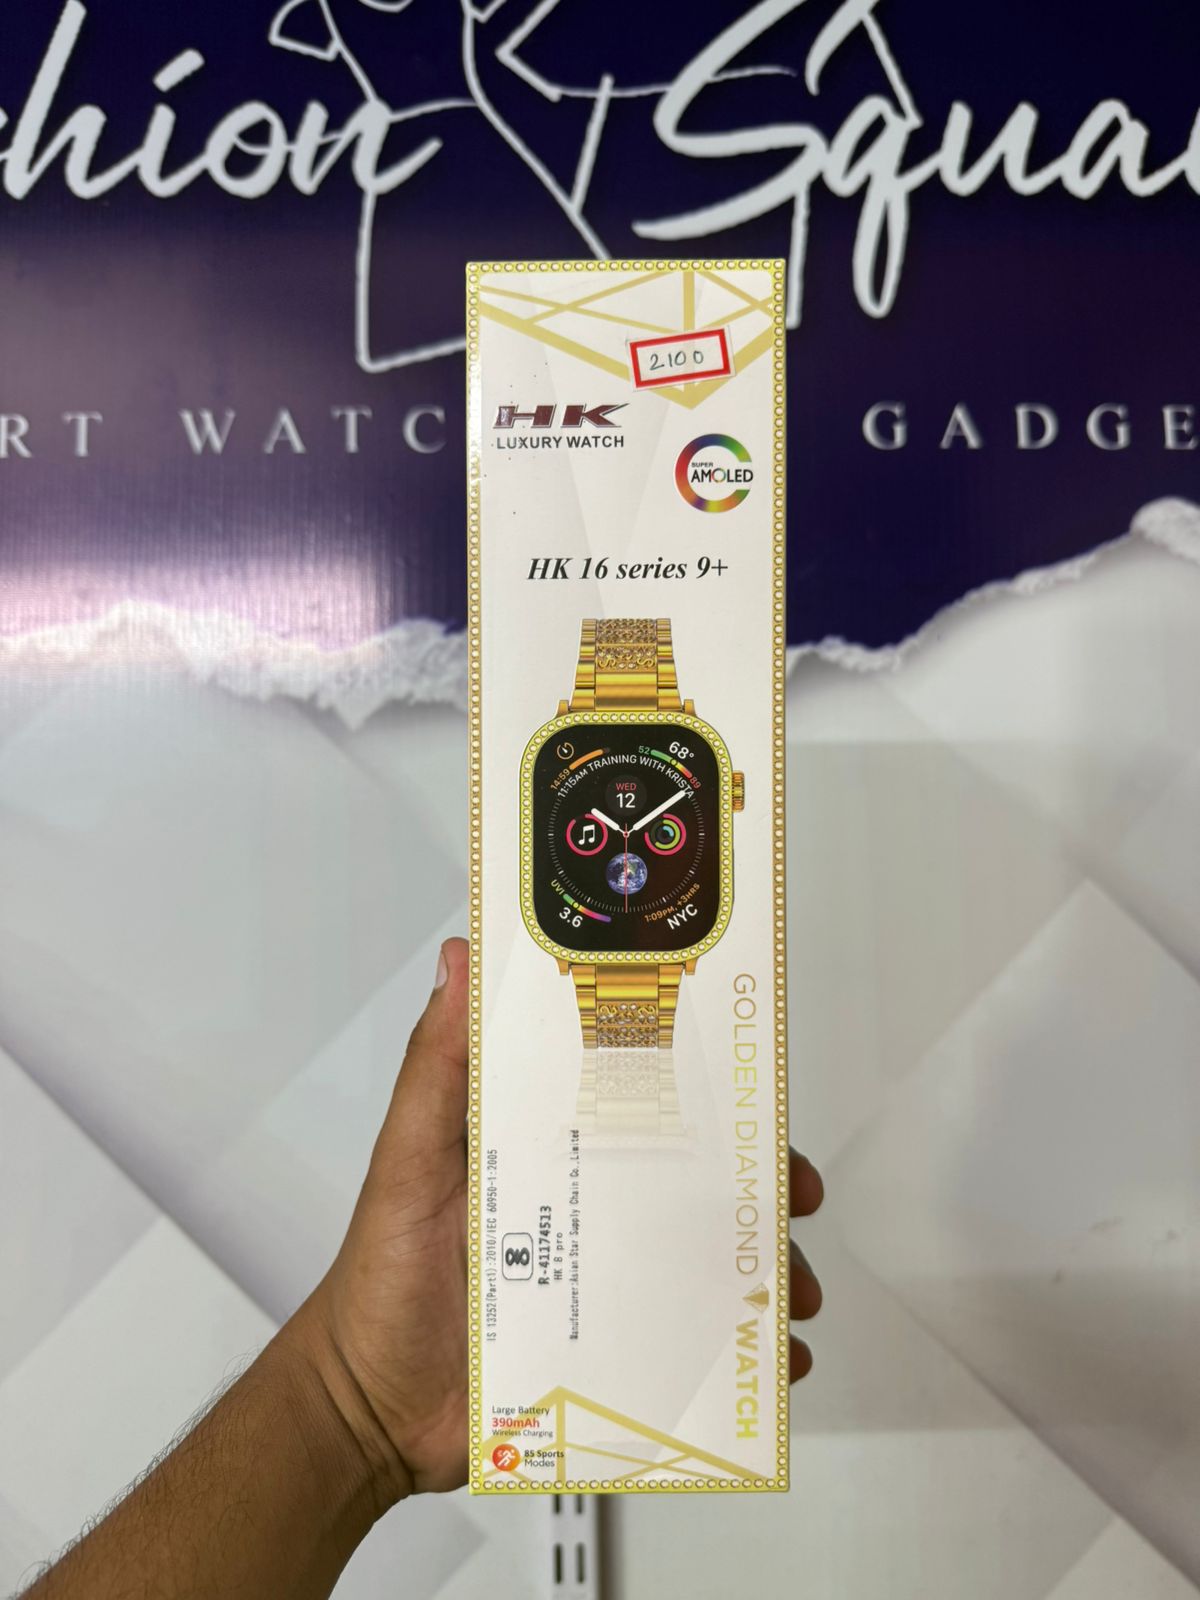 hion Squa
RT WATC GADGE
2100
HK
LUXURY WATCH
SUPER
AMOLED
HK 16 series 9+
14:59
52 68° 89
11:15AM TRAINING WITH KRISTA
WED
12
UVI
3.6
1:09PM, +3HRS
NYC
GOLDEN DIAMOND WATCH
IS 13252(Part1):2010/IEC 60950-1:2005
R-41174513
HK 8 pro
Manufacturer:Asian Star Supply Chain Co.,Limited
Large Battery
390mAh
Wireless Charging
85 Sports
Modes